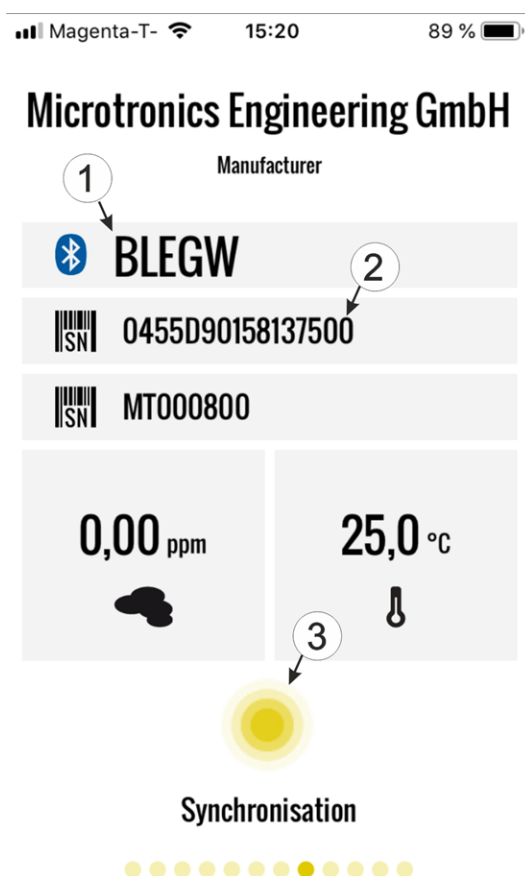 Magenta-T- 15:20 89 %
Microtronics Engineering GmbH
Manufacturer
1
BLEGW
2
SN 0455D90158137500
SN MT000800
0,00 ppm 25,0 °C
3
Synchronisation